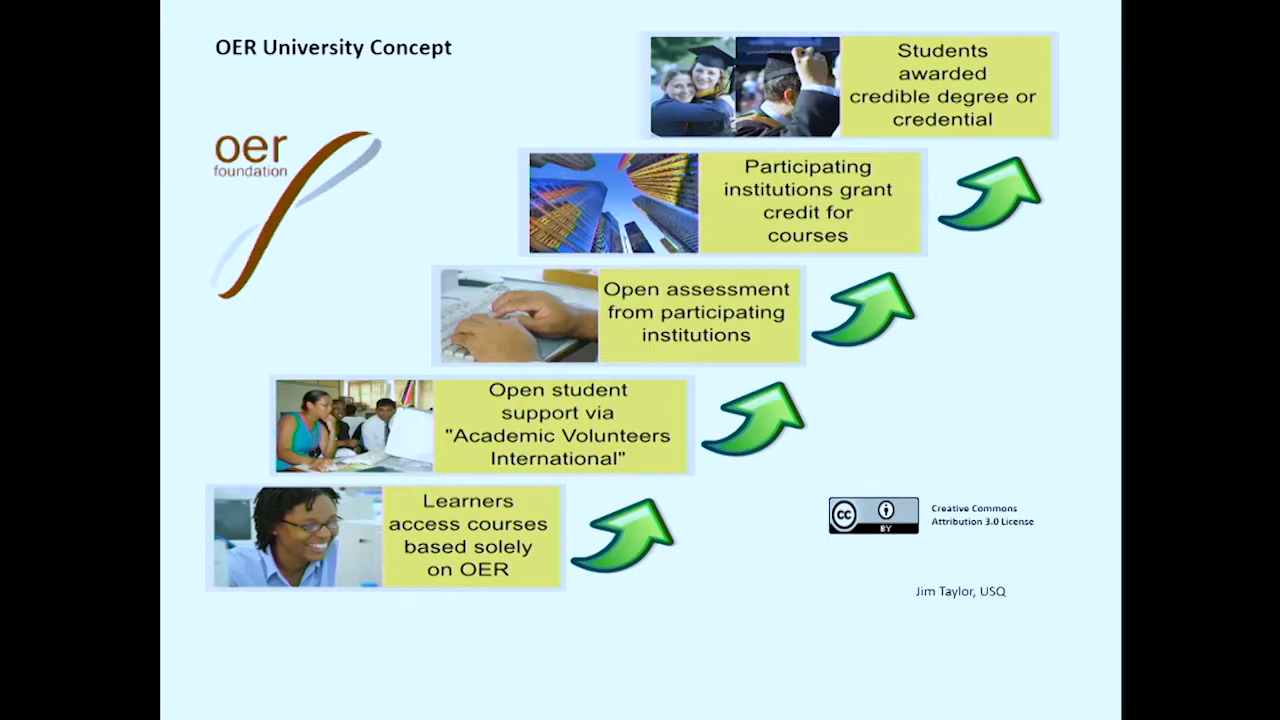 OER University Concept
oer
foundation
Students
awarded
credible degree or
credential
Participating
institutions grant
credit for
courses
Open assessment
from participating
institutions
Open student
support via
"Academic Volunteers
International"
Learners
access courses
based solely
on OER
cc
BY
Creative Commons
Attribution 3.0 License
Jim Taylor, USQ